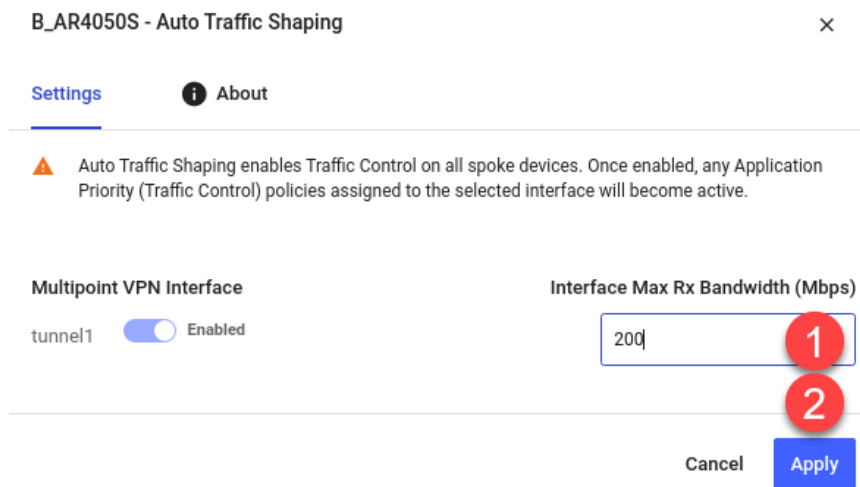 B_AR4050S - Auto Traffic Shaping
Settings
About
Auto Traffic Shaping enables Traffic Control on all spoke devices. Once enabled, any Application
Priority (Traffic Control) policies assigned to the selected interface will become active.
Multipoint VPN Interface
Interface Max Rx Bandwidth (Mbps)
tunnel1
Enabled
200
1
2
Cancel
Apply